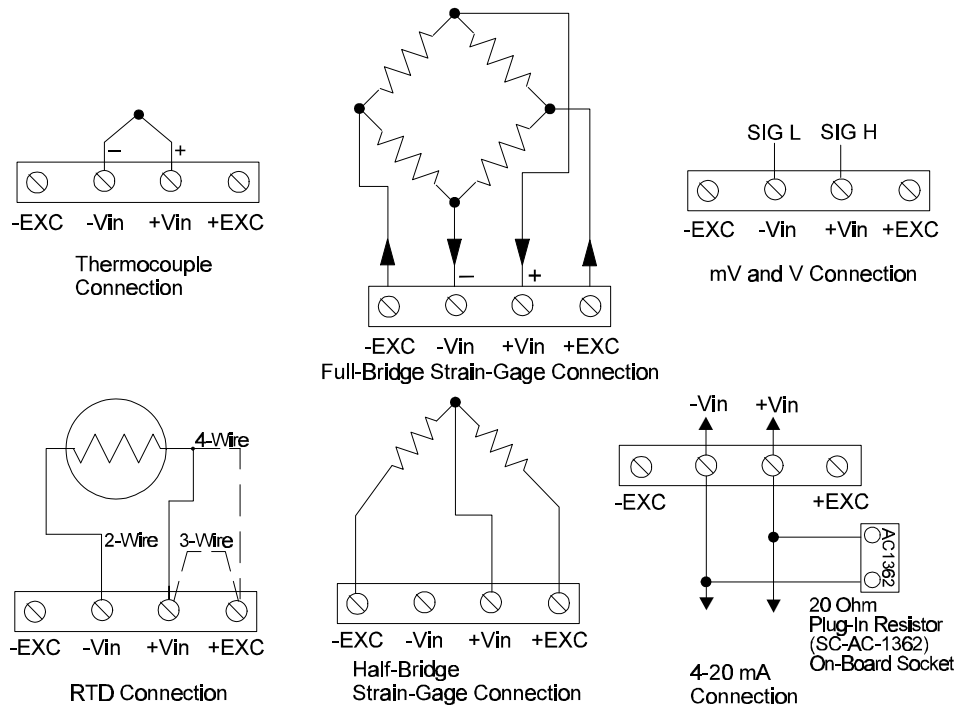 −
+
-EXC -Vin +Vin +EXC
Thermocouple
Connection
−
+
-EXC -Vin +Vin +EXC
Full-Bridge Strain-Gage Connection
SIG L SIG H
-EXC -Vin +Vin +EXC
mV and V Connection
4-Wire
2-Wire 3-Wire
-EXC -Vin +Vin +EXC
RTD Connection
-EXC -Vin +Vin +EXC
Half-Bridge
Strain-Gage Connection
-Vin +Vin
-EXC +EXC
AC1362
20 Ohm
Plug-In Resistor
(SC-AC-1362)
On-Board Socket
4-20 mA
Connection